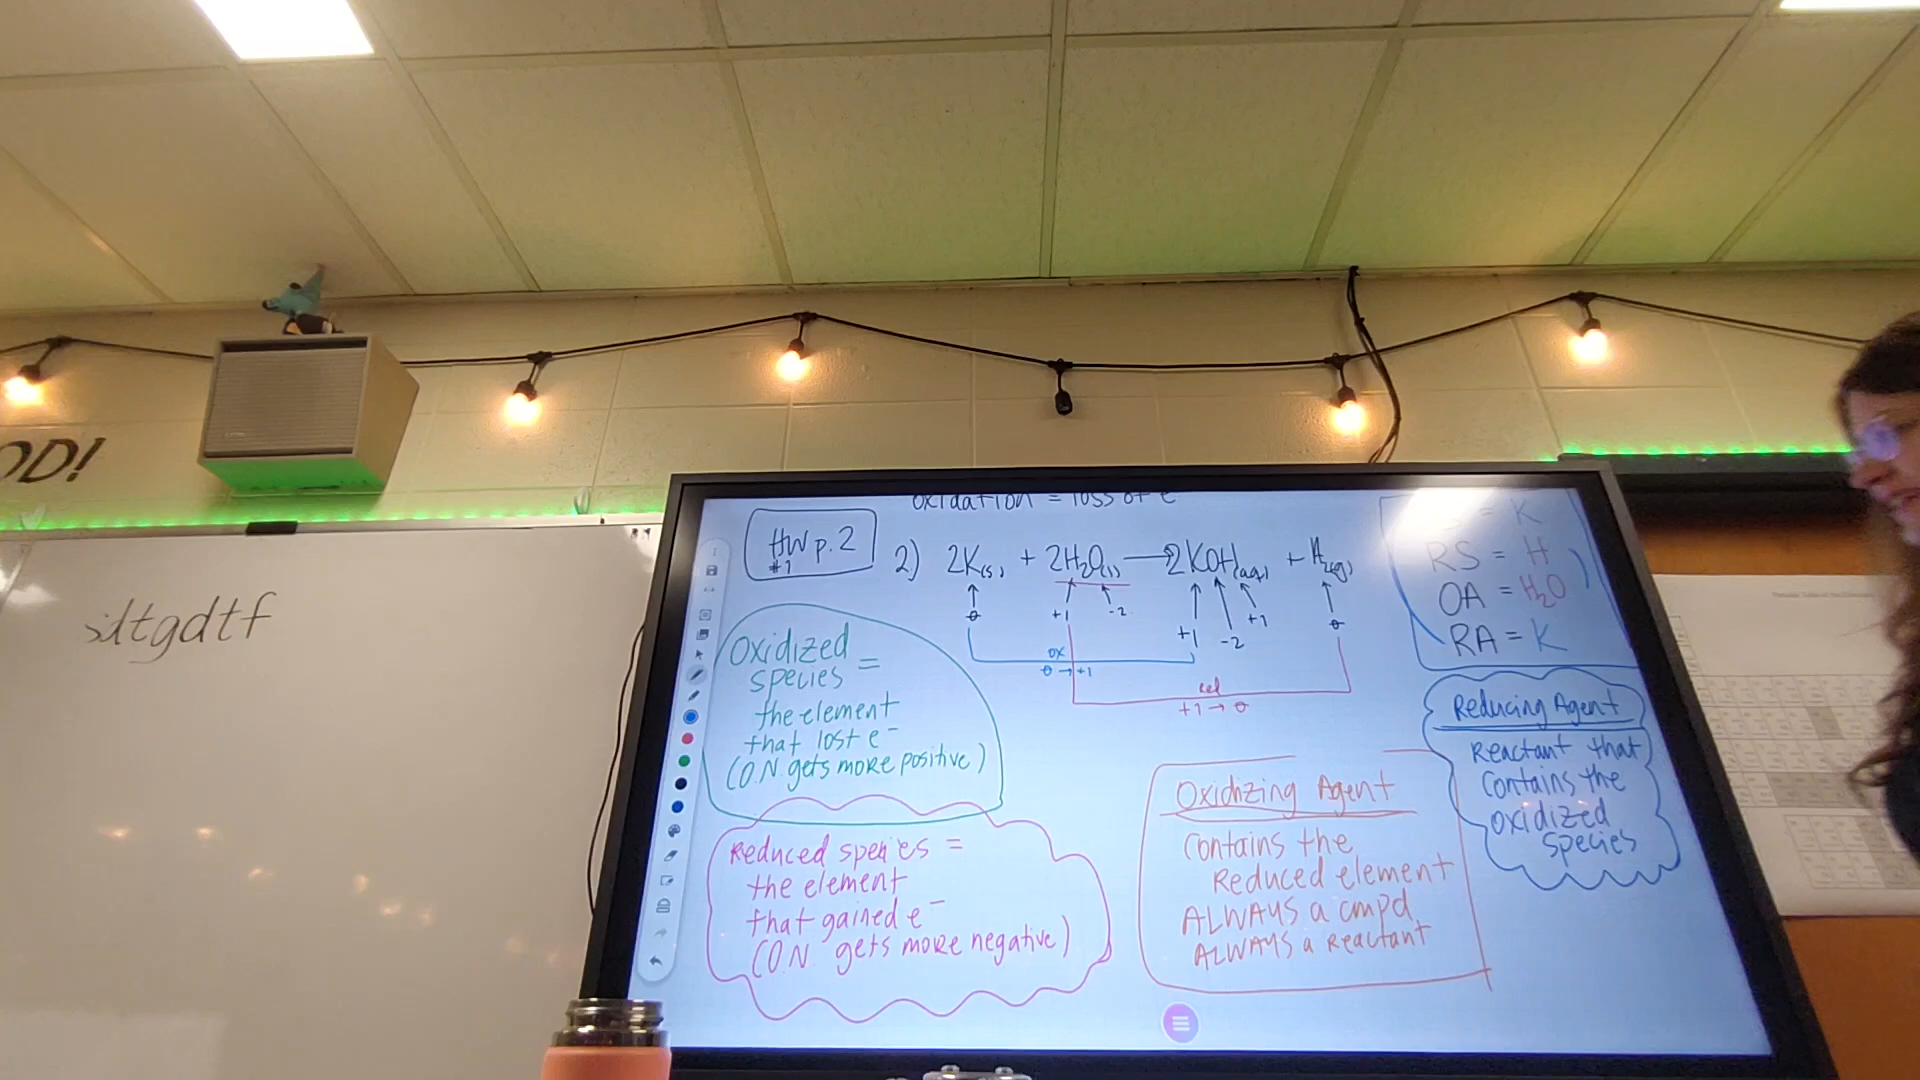 OD!
sdtgdtf
oxidation = loss of e
HW p. 2
#1
2) 2K(s) + 2H₂O(l) → 2KOH(aq) + H₂(g)
0 +1 -2 +1 -2 +1 0
ox
0 → +1
red
+1 → 0
= K
RS = H
OA = H₂O
RA = K
Oxidized
species =
the element
that lost e⁻
(O.N. gets more positive)
Reduced species =
the element
that gained e⁻
(O.N. gets more negative)
Oxidizing Agent
Contains the
Reduced element
ALWAYS a cmpd
ALWAYS a Reactant
Reducing Agent
Reactant that
Contains the
Oxidized
Species